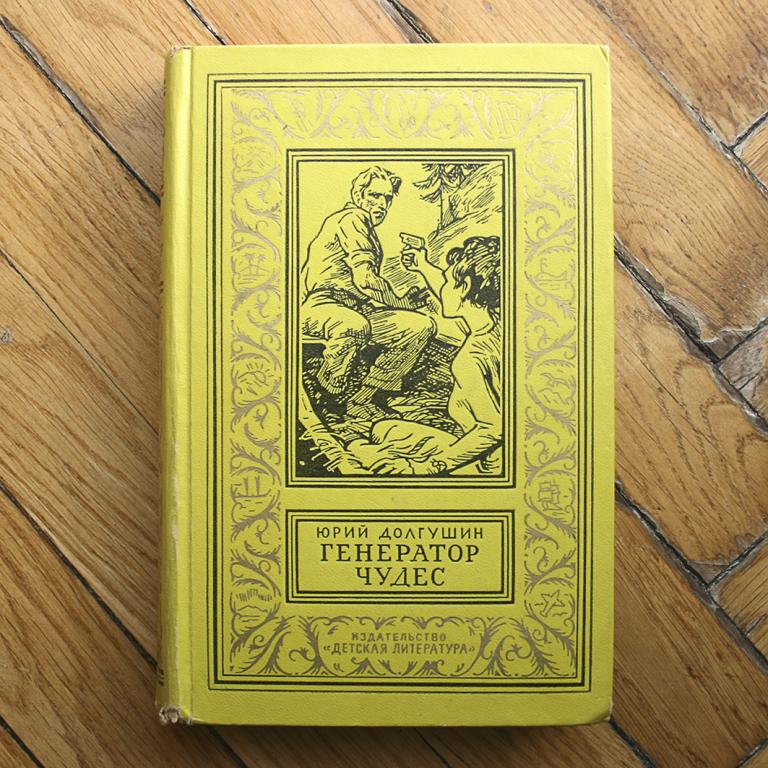 ЮРИЙ ДОЛГУШИН
ГЕНЕРАТОР
ЧУДЕС
ИЗДАТЕЛЬСТВО
«ДЕТСКАЯ ЛИТЕРАТУРА»